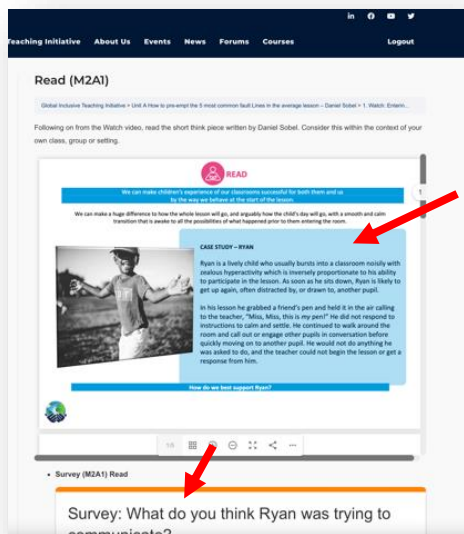 Teaching Initiative About Us Events News Forums Courses Logout
Read (M2A1)
Global Inclusive Teaching Initiative > Unit A How to pre-empt the 5 most common fault Lines in the average lesson – Daniel Sobel > 1. Watch: Enterin...
Following on from the Watch video, read the short think piece written by Daniel Sobel. Consider this within the context of your
own class, group or setting.
READ
1
We can make children's experience of our classrooms successful for both them and us
by the way we behave at the start of the lesson.
We can make a huge difference to how the whole lesson will go, and arguably how the child's day will go, with a smooth and calm
transition that is awake to all the possibilities of what happened prior to them entering the room.
CASE STUDY – RYAN
Ryan is a lively child who usually bursts into a classroom noisily with
zealous hyperactivity which is inversely proportionate to his ability
to participate in the lesson. As soon as he sits down, Ryan is likely to
get up again, often distracted by, or drawn to, another pupil.
In his lesson he grabbed a friend's pen and held it in the air calling
to the teacher, "Miss, Miss, this is my pen!" He did not respond to
instructions to calm and settle. He continued to walk around the
room and call out or engage other pupils in conversation before
quickly moving on to another pupil. He would not do anything he
was asked to do, and the teacher could not begin the lesson or get a
response from him.
How do we best support Ryan?
Survey (M2A1) Read
Survey: What do you think Ryan was trying to
communicate?